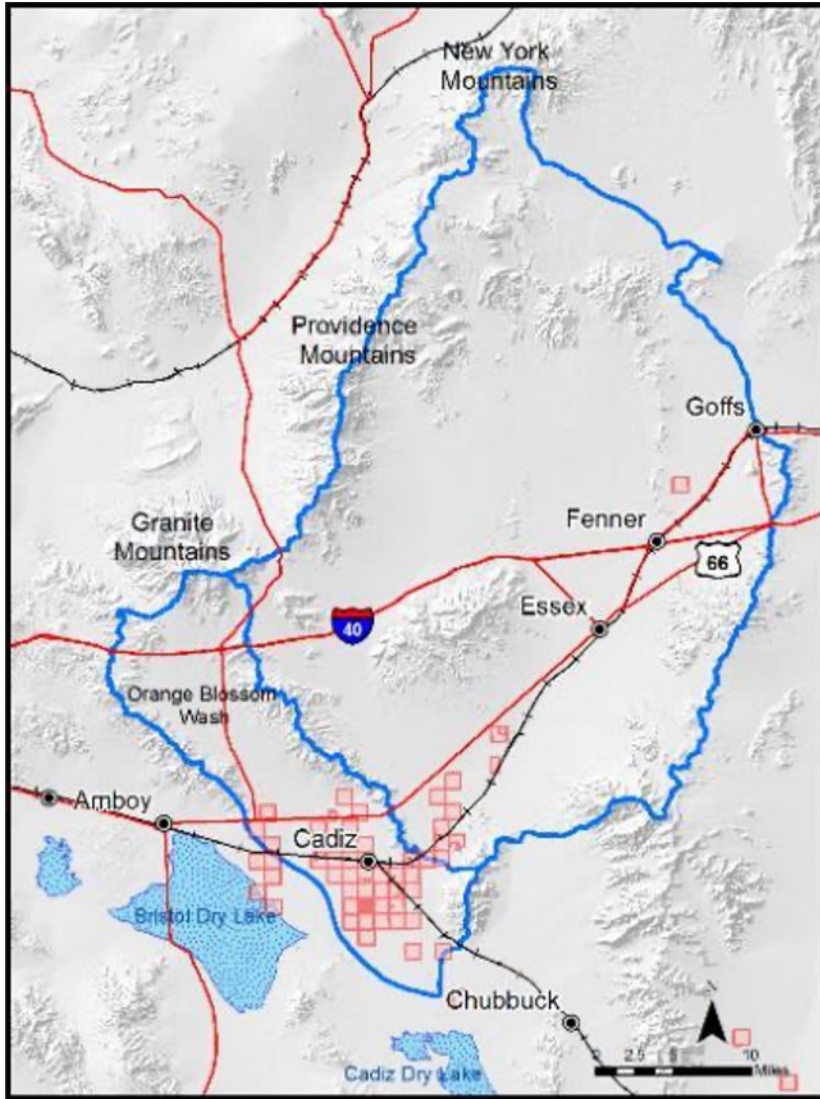 New York
Mountains
Providence
Mountains
Goffs
Granite
Mountains
Fenner
66
Essex
40
Orange Blossom
Wash
Amboy
Cadiz
Bristol Dry Lake
Chubbuck
Cadiz Dry Lake
2.5 5 10
Miles